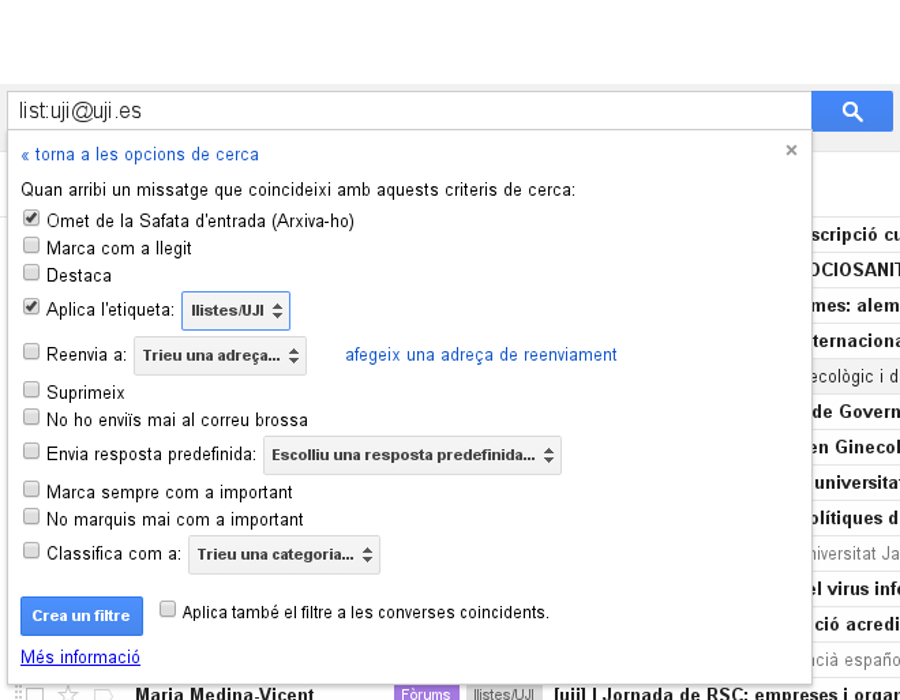 list:uji@uji.es
« torna a les opcions de cerca
×
Quan arribi un missatge que coincideixi amb aquests criteris de cerca:
Omet de la Safata d'entrada (Arxiva-ho)
Marca com a llegit
Destaca
Aplica l'etiqueta: llistes/UJI
Reenvia a: Trieu una adreça... afegeix una adreça de reenviament
Suprimeix
No ho enviïs mai al correu brossa
Envia resposta predefinida: Escolliu una resposta predefinida...
Marca sempre com a important
No marquis mai com a important
Classifica com a: Trieu una categoria...
Crea un filtre Aplica també el filtre a les converses coincidents.
Més informació
scripció cu
OCIOSANIT
mes: alem
ternaciona
ecològic i d
de Govern
en Ginecol
universita
olítiques d
niversitat Ja
el virus info
ció acredi
ncià españo
Maria Medina-Vicent Fòrums llistes/UJI [uji] I Jornada de RSC: empreses i organ